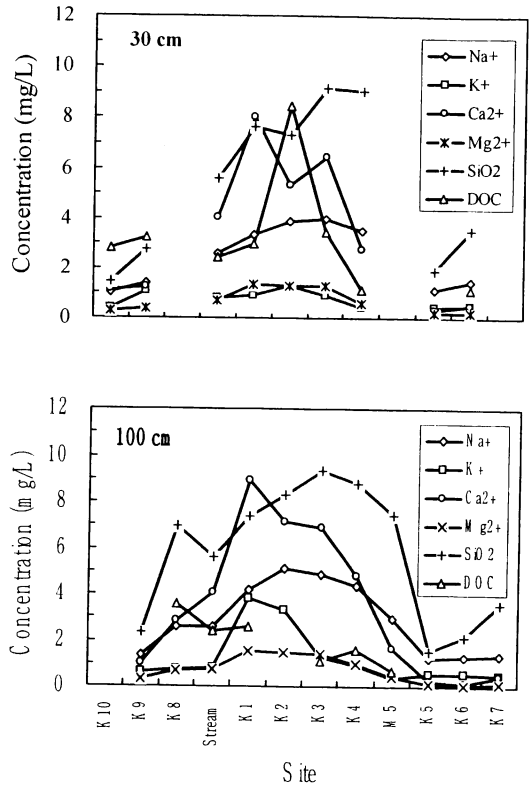 12
10
8
6
4
2
0
Concentration (mg/L)
30 cm
Na+
K+
Ca2+
Mg2+
SiO2
DOC
12
10
8
6
4
2
0
Concentration (mg/L)
100 cm
Na+
K+
Ca2+
Mg2+
SiO2
DOC
K10
K9
K8
Stream
K1
K2
K3
K4
M5
K5
K6
K7
Site